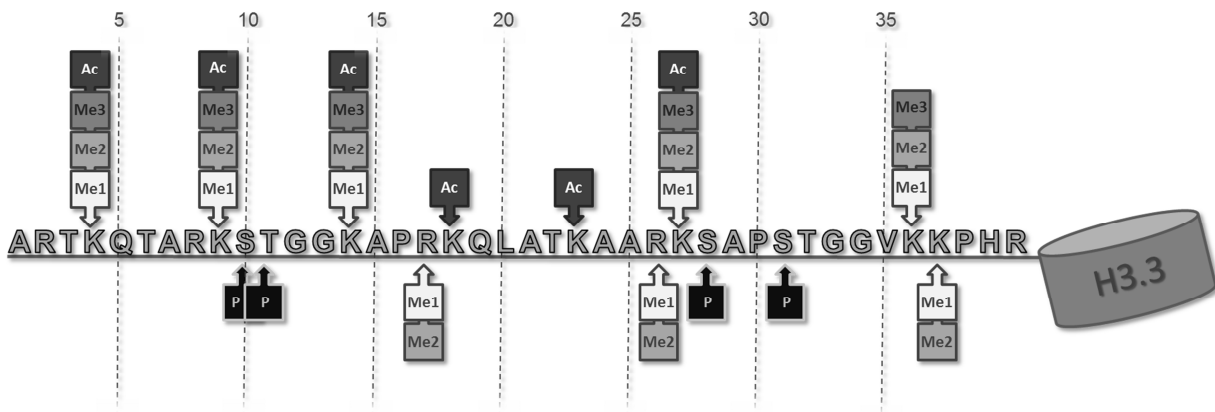 5 10 15 20 25 30 35
Ac Ac Ac Ac
Me3 Me3 Me3 Me3 Me3
Me2 Me2 Me2 Me2 Me2
Me1 Me1 Me1 Ac Ac Me1 Me1
ARTKQTARKSTGGKAPRKQLATKAARKSAPSTGGVKKPHR
H3.3
P P Me1 Me1 P P Me1
Me2 Me2 Me2